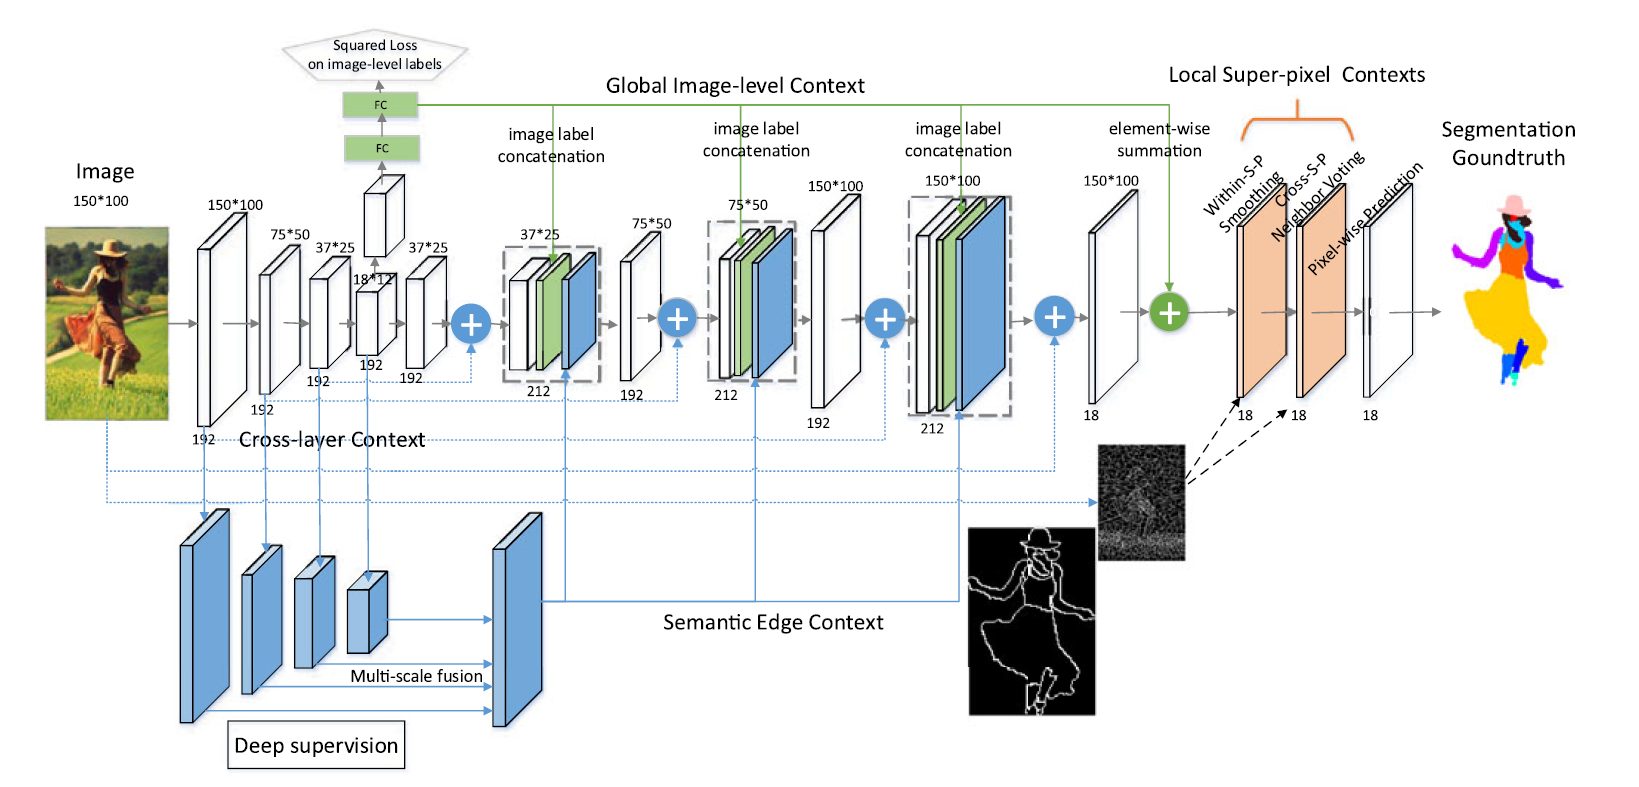 Squared Loss
on image-level labels
FC
FC
Global Image-level Context
Local Super-pixel Contexts
Image
150*100
150*100
75*50
37*25
18*12
37*25
image label
concatenation
37*25
75*50
image label
concatenation
75*50
150*100
image label
concatenation
150*100
element-wise
summation
150*100
Within-S-P
Smoothing
Cross-S-P
Neighbor Voting
Pixel-wise Prediction
Segmentation
Goundtruth
192
192
192
192
192
212
192
212
192
212
18
18
18
18
Cross-layer Context
Semantic Edge Context
Multi-scale fusion
Deep supervision